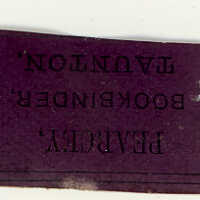 PEARCEY,
BOOKBINDER,
TAUNTON.